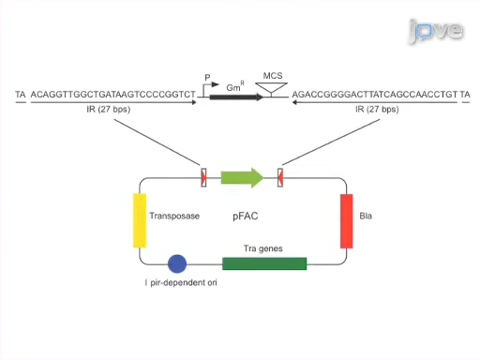 jove
P
Gm^R
MCS
TA ACAGGTTGGCTGATAAGTCCCCGGTCT
AGACCGGGGACTTATCAGCCAACCTGT TA
IR (27 bps)
IR (27 bps)
Transposase
pFAC
Bla
Tra genes
l pir-dependent ori